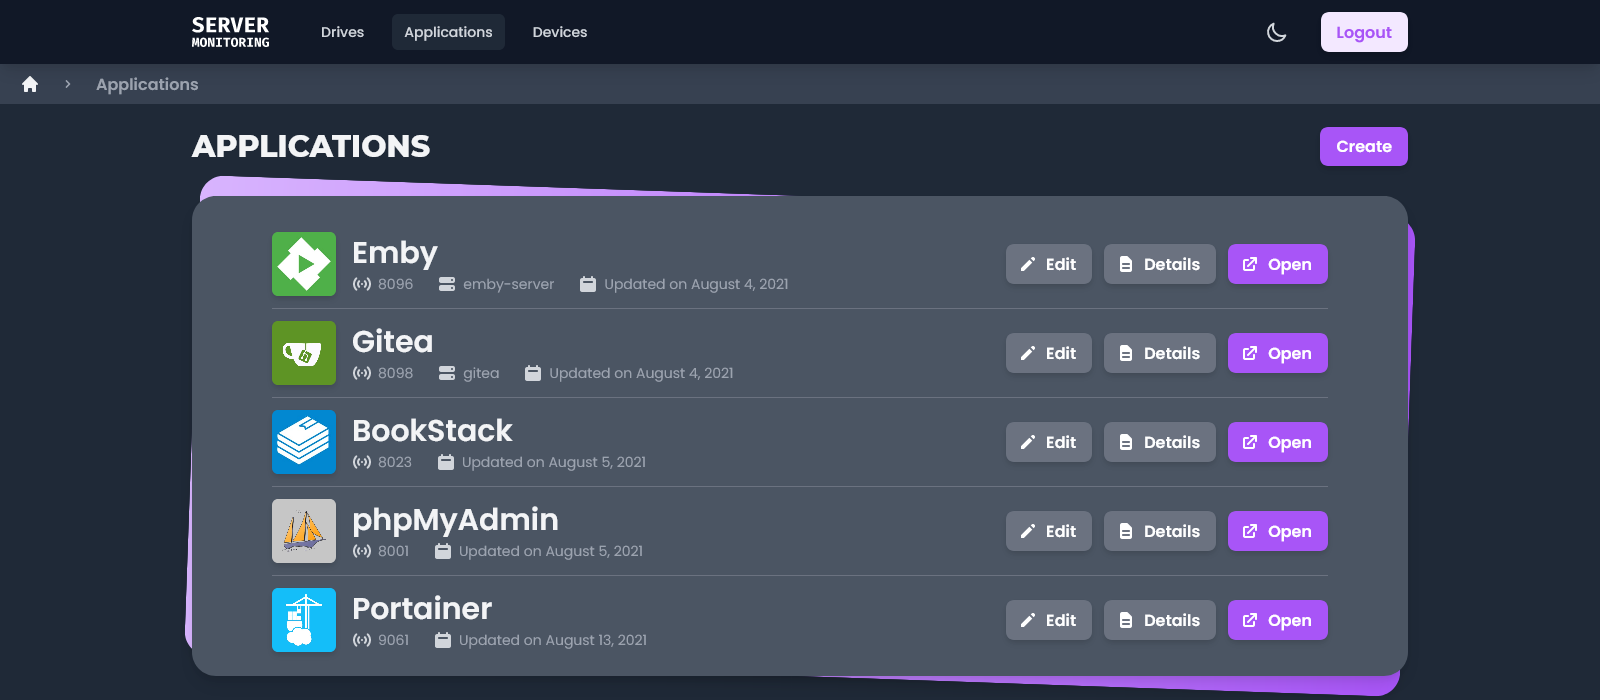 SERVER
MONITORING
Drives Applications Devices Logout
Applications
APPLICATIONS Create
Emby
8096 emby-server Updated on August 4, 2021
Edit Details Open
Gitea
8098 gitea Updated on August 4, 2021
Edit Details Open
BookStack
8023 Updated on August 5, 2021
Edit Details Open
phpMyAdmin
8001 Updated on August 5, 2021
Edit Details Open
Portainer
9061 Updated on August 13, 2021
Edit Details Open